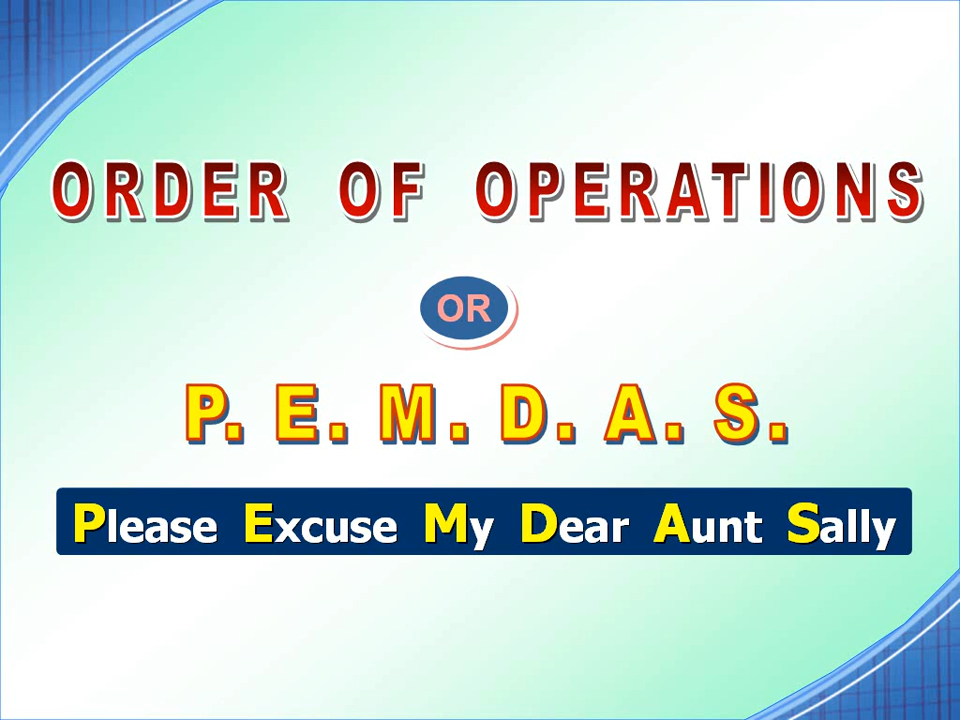 ORDER OF OPERATIONS
OR
P. E. M. D. A. S.
Please Excuse My Dear Aunt Sally